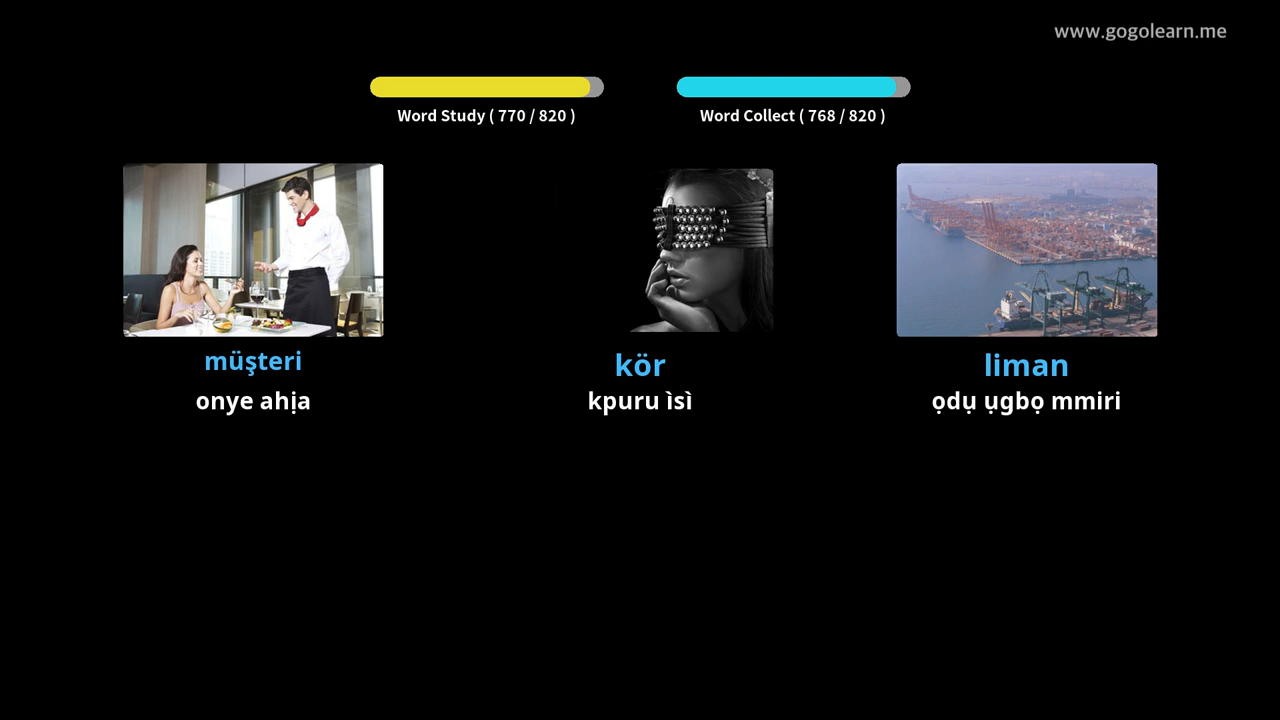 www.gogolearn.me
Word Study ( 770 / 820 )
Word Collect ( 768 / 820 )
müşteri
onye ahịa
kör
kpuru ìsì
liman
ọdụ ụgbọ mmiri